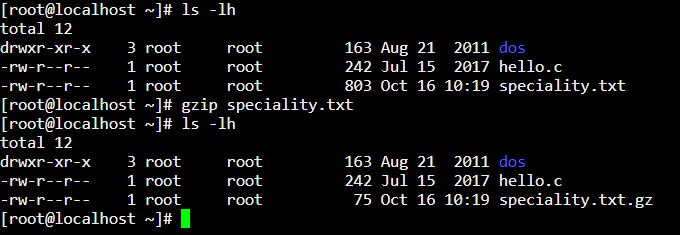 [root@localhost ~]# ls -lh
total 12
drwxr-xr-x    3 root     root          163 Aug 21  2011 dos
-rw-r--r--    1 root     root          242 Jul 15  2017 hello.c
-rw-r--r--    1 root     root          803 Oct 16 10:19 speciality.txt
[root@localhost ~]# gzip speciality.txt
[root@localhost ~]# ls -lh
total 12
drwxr-xr-x    3 root     root          163 Aug 21  2011 dos
-rw-r--r--    1 root     root          242 Jul 15  2017 hello.c
-rw-r--r--    1 root     root           75 Oct 16 10:19 speciality.txt.gz
[root@localhost ~]#